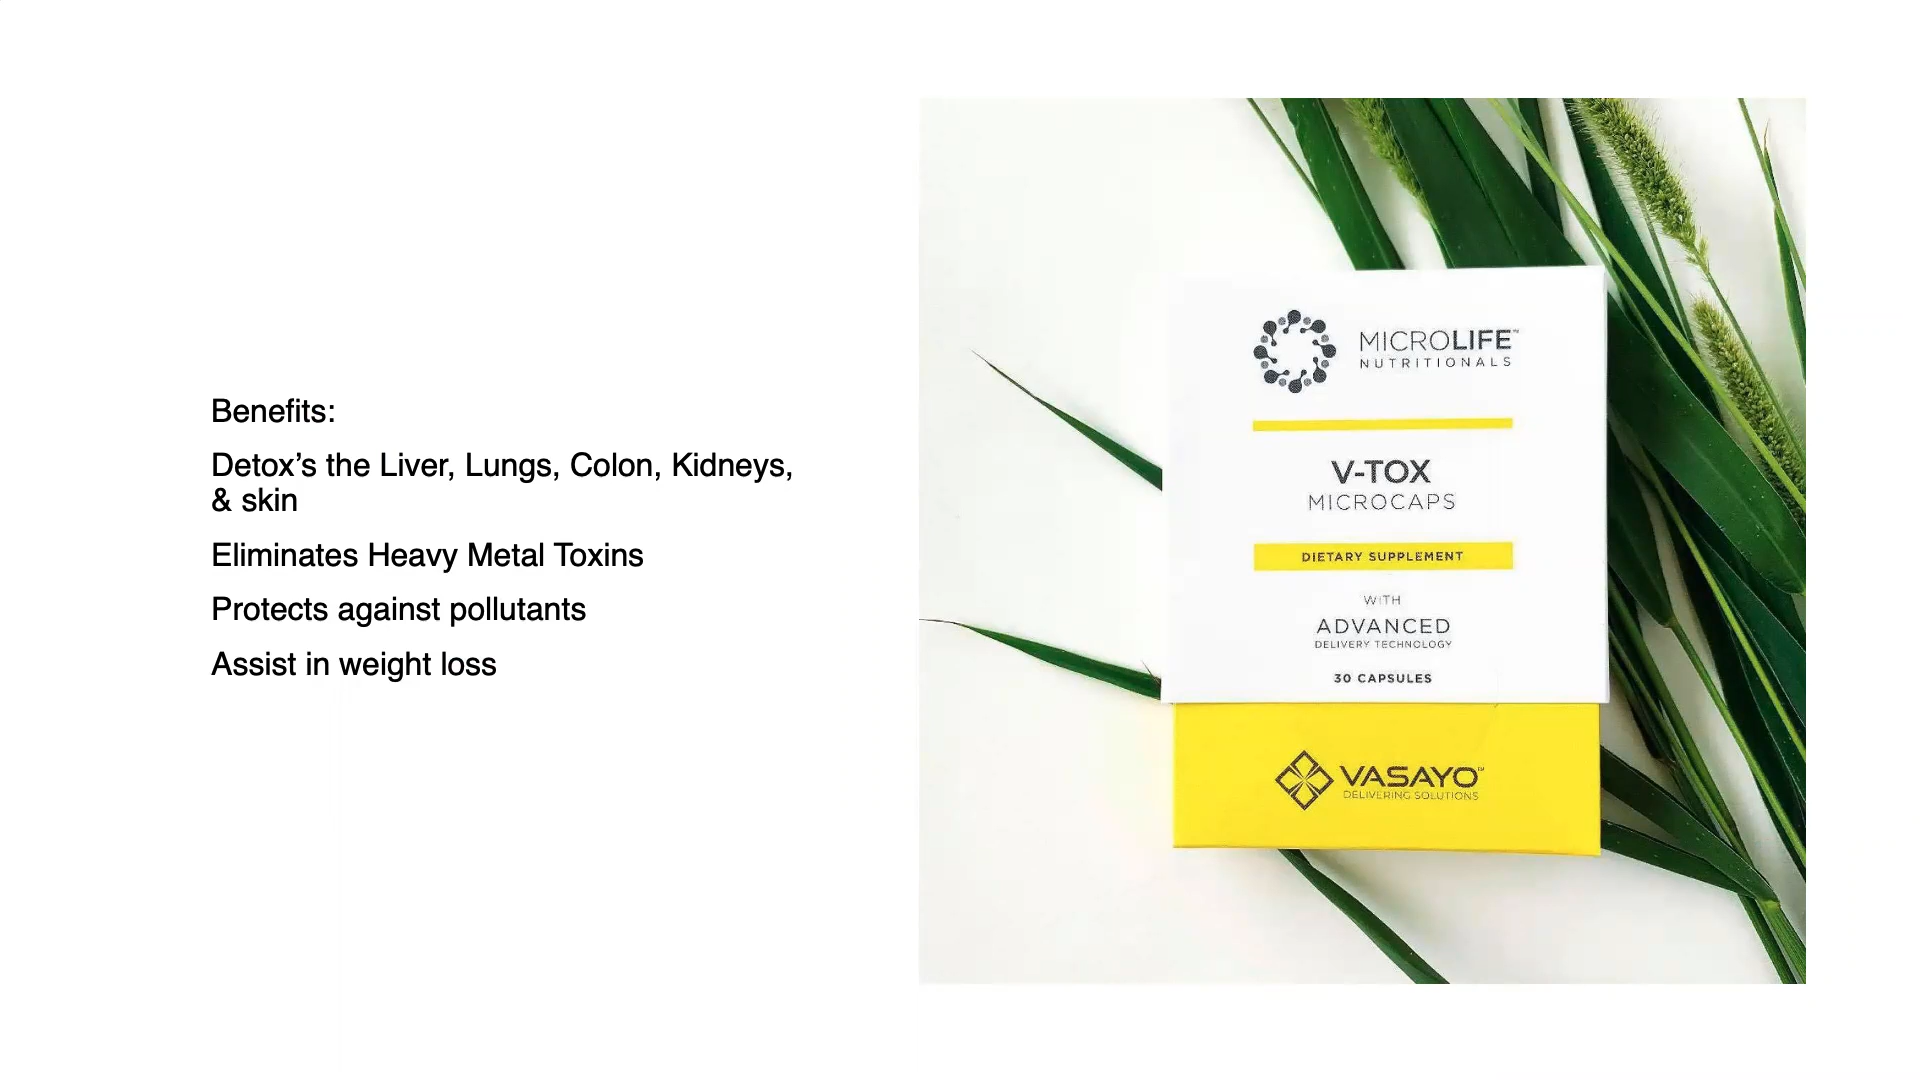 Benefits:
Detox’s the Liver, Lungs, Colon, Kidneys,
& skin
Eliminates Heavy Metal Toxins
Protects against pollutants
Assist in weight loss
MICROLIFE™
NUTRITIONALS
V-TOX
MICROCAPS
DIETARY SUPPLEMENT
WITH
ADVANCED
DELIVERY TECHNOLOGY
30 CAPSULES
VASAYO™
DELIVERING SOLUTIONS